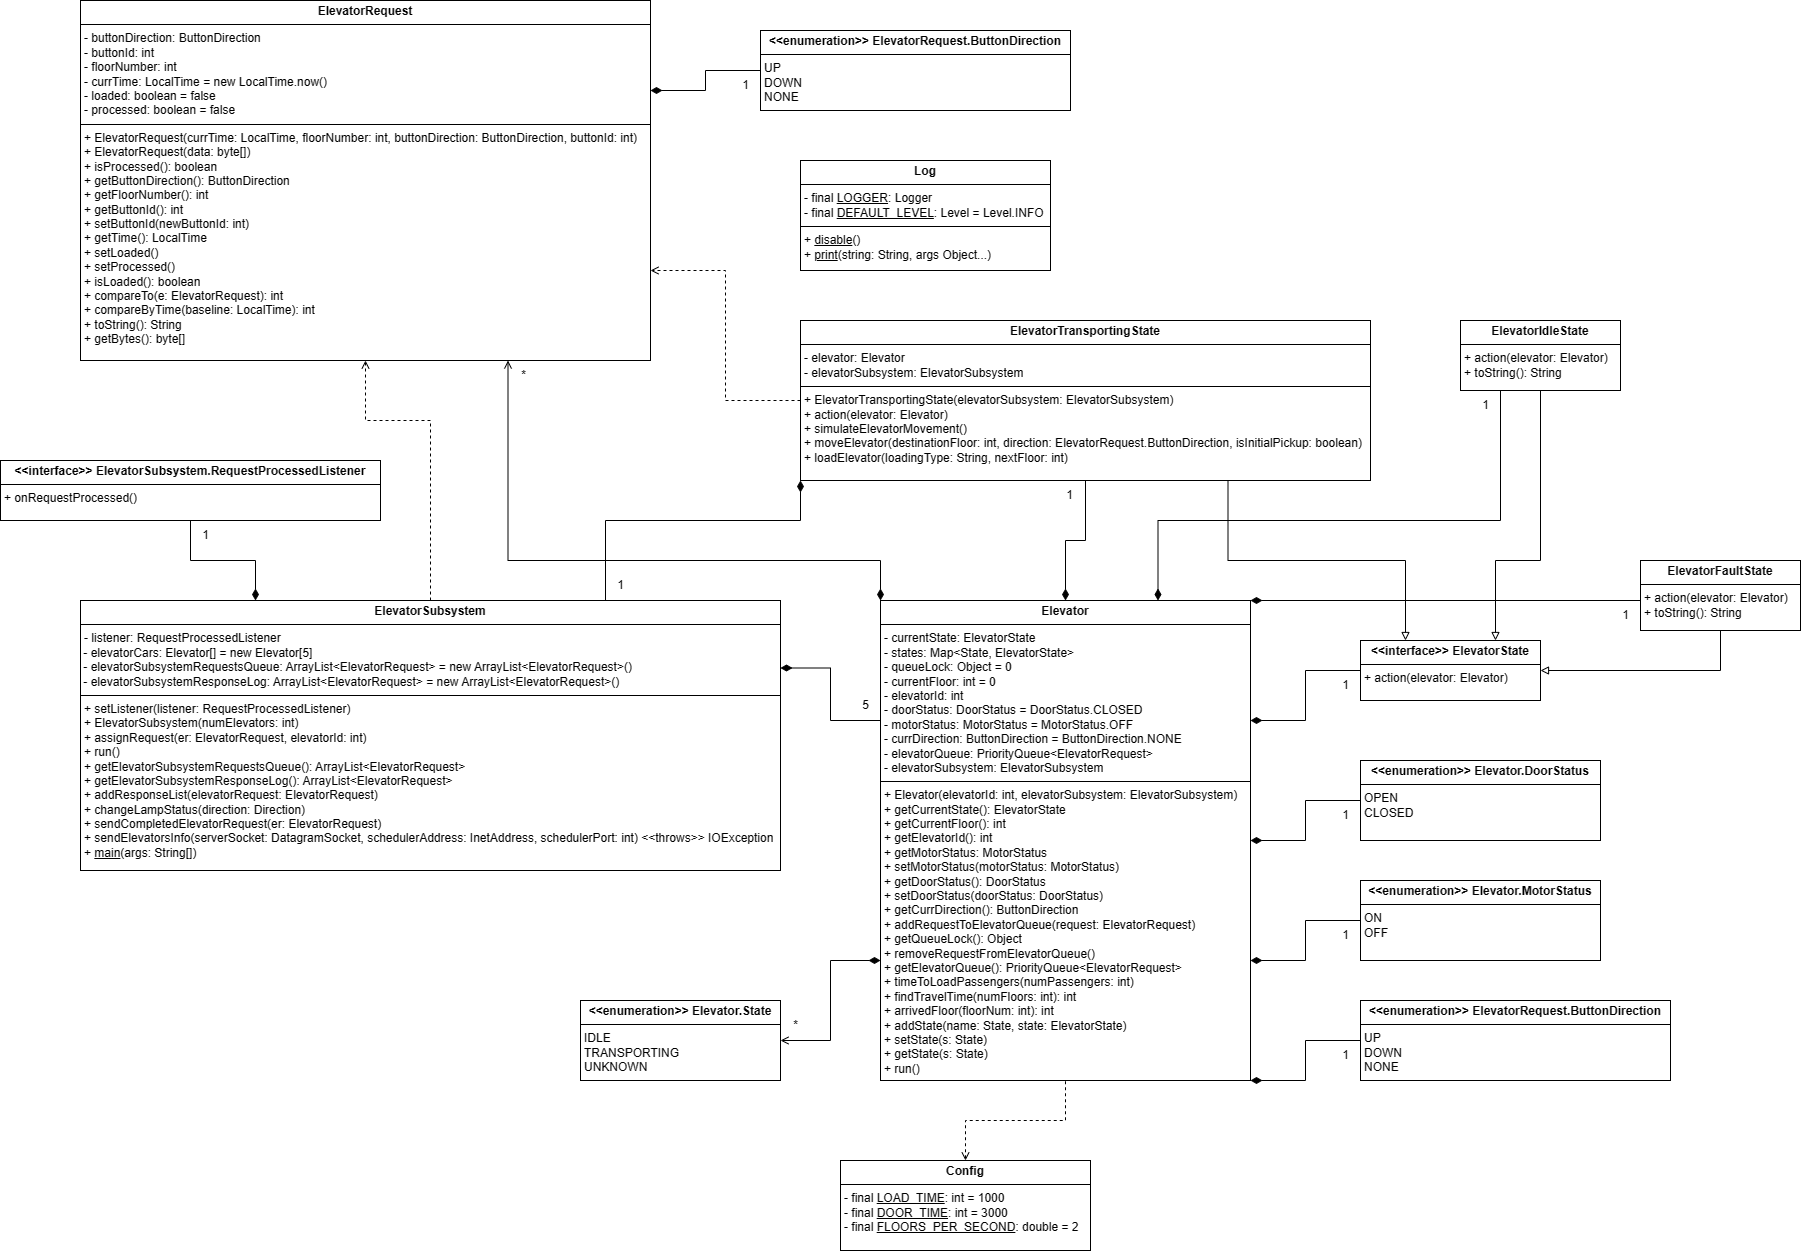 ElevatorRequest
- buttonDirection: ButtonDirection
- buttonId: int
- floorNumber: int
- currTime: LocalTime = new LocalTime.now()
- loaded: boolean = false
- processed: boolean = false
+ ElevatorRequest(currTime: LocalTime, floorNumber: int, buttonDirection: ButtonDirection, buttonId: int)
+ ElevatorRequest(data: byte[])
+ isProcessed(): boolean
+ getButtonDirection(): ButtonDirection
+ getFloorNumber(): int
+ getButtonId(): int
+ setButtonId(newButtonId: int)
+ getTime(): LocalTime
+ setLoaded()
+ setProcessed()
+ isLoaded(): boolean
+ compareTo(e: ElevatorRequest): int
+ compareByTime(baseline: LocalTime): int
+ toString(): String
+ getBytes(): byte[]
*
1
<<enumeration>> ElevatorRequest.ButtonDirection
UP
DOWN
NONE
Log
- final LOGGER: Logger
- final DEFAULT_LEVEL: Level = Level.INFO
+ disable()
+ print(string: String, args Object...)
ElevatorTransportingState
- elevator: Elevator
- elevatorSubsystem: ElevatorSubsystem
+ ElevatorTransportingState(elevatorSubsystem: ElevatorSubsystem)
+ action(elevator: Elevator)
+ simulateElevatorMovement()
+ moveElevator(destinationFloor: int, direction: ElevatorRequest.ButtonDirection, isInitialPickup: boolean)
+ loadElevator(loadingType: String, nextFloor: int)
1
ElevatorIdleState
+ action(elevator: Elevator)
+ toString(): String
1
<<interface>> ElevatorSubsystem.RequestProcessedListener
+ onRequestProcessed()
1
1
ElevatorSubsystem
- listener: RequestProcessedListener
- elevatorCars: Elevator[] = new Elevator[5]
- elevatorSubsystemRequestsQueue: ArrayList<ElevatorRequest> = new ArrayList<ElevatorRequest>()
- elevatorSubsystemResponseLog: ArrayList<ElevatorRequest> = new ArrayList<ElevatorRequest>()
+ setListener(listener: RequestProcessedListener)
+ ElevatorSubsystem(numElevators: int)
+ assignRequest(er: ElevatorRequest, elevatorId: int)
+ run()
+ getElevatorSubsystemRequestsQueue(): ArrayList<ElevatorRequest>
+ getElevatorSubsystemResponseLog(): ArrayList<ElevatorRequest>
+ addResponseList(elevatorRequest: ElevatorRequest)
+ changeLampStatus(direction: Direction)
+ sendCompletedElevatorRequest(er: ElevatorRequest)
+ sendElevatorsInfo(serverSocket: DatagramSocket, schedulerAddress: InetAddress, schedulerPort: int) <<throws>> IOException
+ main(args: String[])
5
Elevator
- currentState: ElevatorState
- states: Map<State, ElevatorState>
- queueLock: Object = 0
- currentFloor: int = 0
- elevatorId: int
- doorStatus: DoorStatus = DoorStatus.CLOSED
- motorStatus: MotorStatus = MotorStatus.OFF
- currDirection: ButtonDirection = ButtonDirection.NONE
- elevatorQueue: PriorityQueue<ElevatorRequest>
- elevatorSubsystem: ElevatorSubsystem
+ Elevator(elevatorId: int, elevatorSubsystem: ElevatorSubsystem)
+ getCurrentState(): ElevatorState
+ getCurrentFloor(): int
+ getElevatorId(): int
+ getMotorStatus: MotorStatus
+ setMotorStatus(motorStatus: MotorStatus)
+ getDoorStatus(): DoorStatus
+ setDoorStatus(doorStatus: DoorStatus)
+ getCurrDirection(): ButtonDirection
+ addRequestToElevatorQueue(request: ElevatorRequest)
+ getQueueLock(): Object
+ removeRequestFromElevatorQueue()
+ getElevatorQueue(): PriorityQueue<ElevatorRequest>
+ timeToLoadPassengers(numPassengers: int)
+ findTravelTime(numFloors: int): int
+ arrivedFloor(floorNum: int): int
+ addState(name: State, state: ElevatorState)
+ setState(s: State)
+ getState(s: State)
+ run()
ElevatorFaultState
+ action(elevator: Elevator)
+ toString(): String
1
<<interface>> ElevatorState
+ action(elevator: Elevator)
1
<<enumeration>> Elevator.DoorStatus
OPEN
CLOSED
1
<<enumeration>> Elevator.MotorStatus
ON
OFF
1
<<enumeration>> Elevator.State
IDLE
TRANSPORTING
UNKNOWN
*
<<enumeration>> ElevatorRequest.ButtonDirection
UP
DOWN
NONE
1
Config
- final LOAD_TIME: int = 1000
- final DOOR_TIME: int = 3000
- final FLOORS_PER_SECOND: double = 2